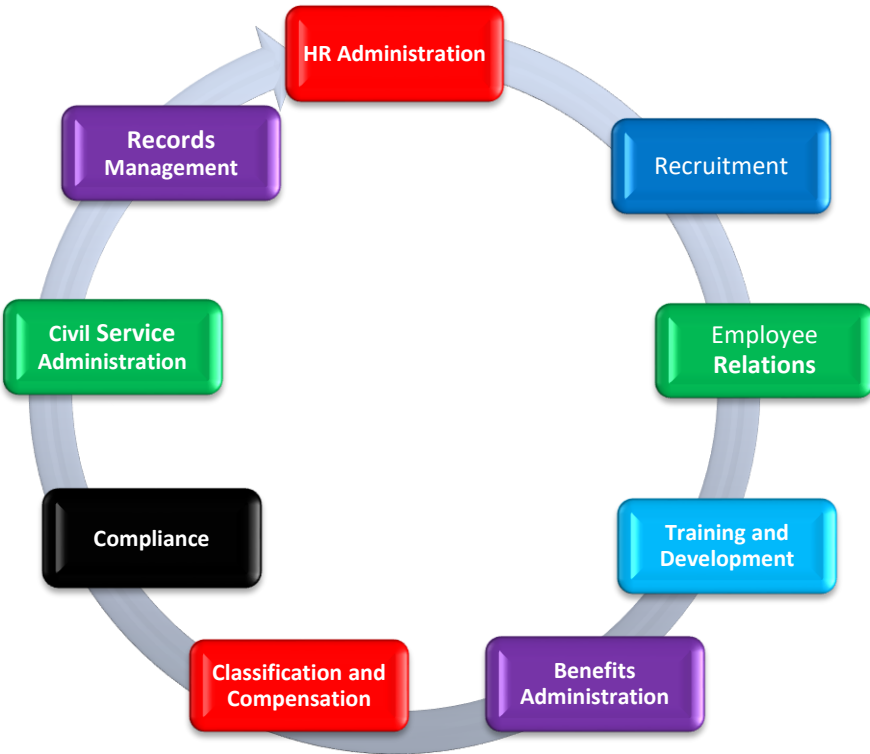 HR Administration
Recruitment
Employee
Relations
Training and
Development
Benefits
Administration
Classification and
Compensation
Compliance
Civil Service
Administration
Records
Management